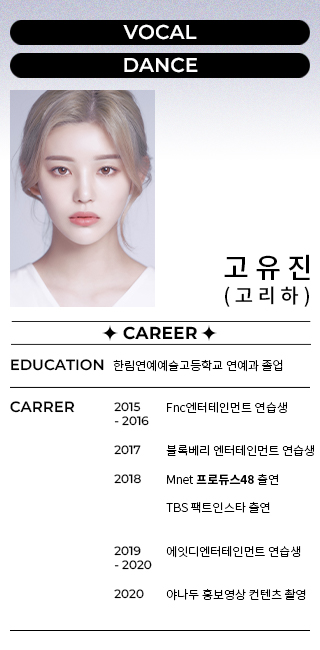 VOCAL
DANCE
고 유 진
( 고 리 하 )
✦ CAREER ✦
EDUCATION 한림연예예술고등학교 연예과 졸업
CARRER 2015 - 2016 Fnc엔터테인먼트 연습생
2017 블록베리 엔터테인먼트 연습생
2018 Mnet 프로듀스48 출연
TBS 팩트인스타 출연
2019 - 2020 에잇디엔터테인먼트 연습생
2020 야나두 홍보영상 컨텐츠 촬영